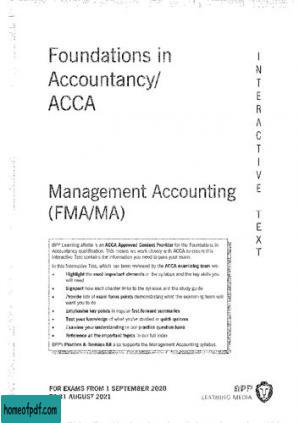 Foundations in
Accountancy/
ACCA
INTERACTIVE TEXT
Management Accounting
(FMA/MA)
BPP Learning Media is an ACCA Approved Content Provider for the Foundations in
Accountancy qualification. This means we work closely with ACCA to ensure this
Interactive Text contains the information you need to pass your exam.
In this Interactive Text, which has been reviewed by the ACCA examining team we:
• Highlight the most important elements in the syllabus and the key skills you
will need
• Signpost how each chapter links to the syllabus and the study guide
• Provide lots of exam focus points demonstrating what the examining team will
want you to do
• Emphasise key points in regular fast forward summaries
• Test your knowledge of what you've studied in quick quizzes
• Examine your understanding in our practice question bank
• Reference all the important topics in our full index
BPP's Practice & Revision Kit also supports the Management Accounting syllabus.
FOR EXAMS FROM 1 SEPTEMBER 2020
31 AUGUST 2021
BPP
LEARNING MEDIA
homeofpdf.com